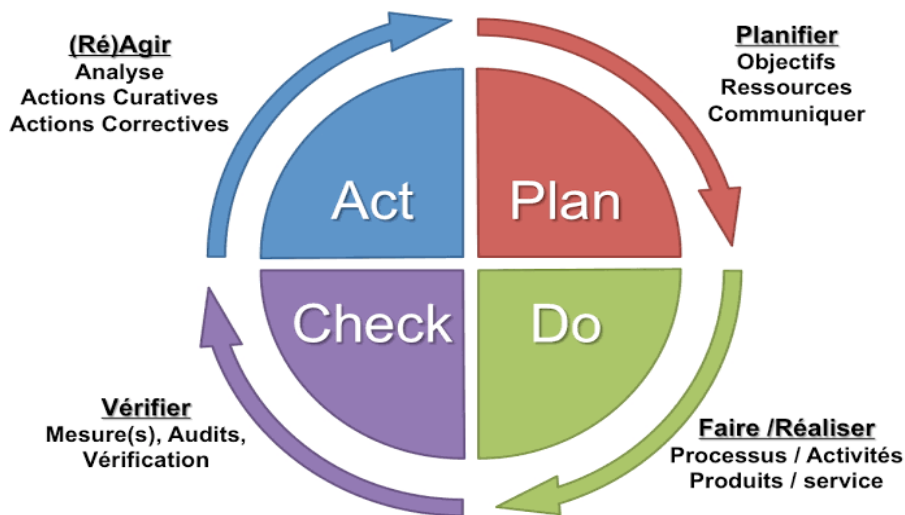 (Ré)Agir
Analyse
Actions Curatives
Actions Correctives
Planifier
Objectifs
Ressources
Communiquer
Act
Plan
Check
Do
Vérifier
Mesure(s), Audits,
Vérification
Faire /Réaliser
Processus / Activités
Produits / service